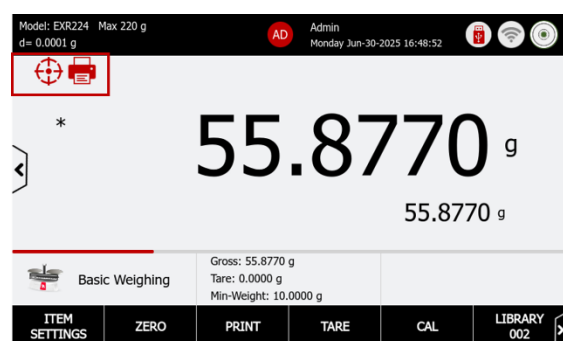 Model: EXR224 Max 220 g
d= 0.0001 g
AD
Admin
Monday Jun-30-2025 16:48:52
*
55.8770 g
55.8770 g
Basic Weighing
Gross: 55.8770 g
Tare: 0.0000 g
Min-Weight: 10.0000 g
ITEM SETTINGS
ZERO
PRINT
TARE
CAL
LIBRARY 002